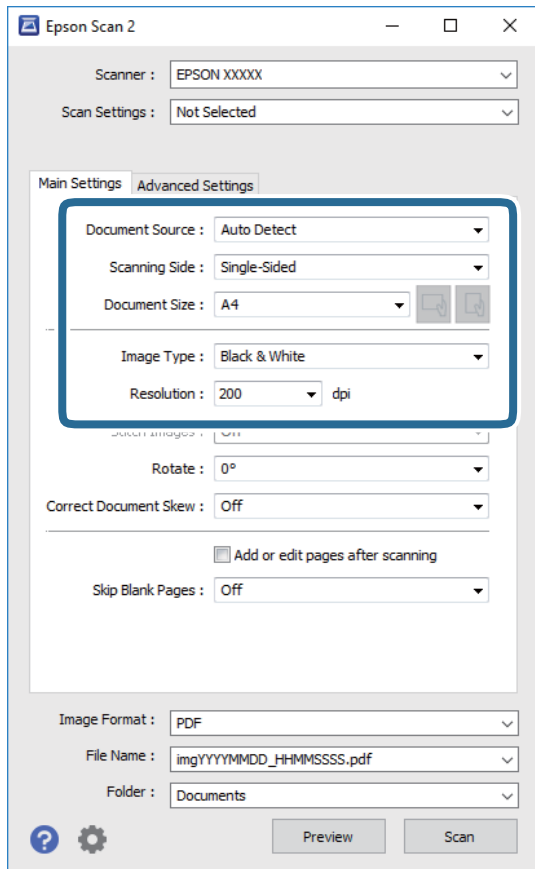 Epson Scan 2
Scanner : EPSON XXXXX
Scan Settings : Not Selected
Main Settings Advanced Settings
Document Source : Auto Detect
Scanning Side : Single-Sided
Document Size : A4
Image Type : Black & White
Resolution : 200 dpi
Rotate : 0°
Correct Document Skew : Off
Add or edit pages after scanning
Skip Blank Pages : Off
Image Format : PDF
File Name : imgYYYYMMDD_HHMMSSSS.pdf
Folder : Documents
?
Preview Scan